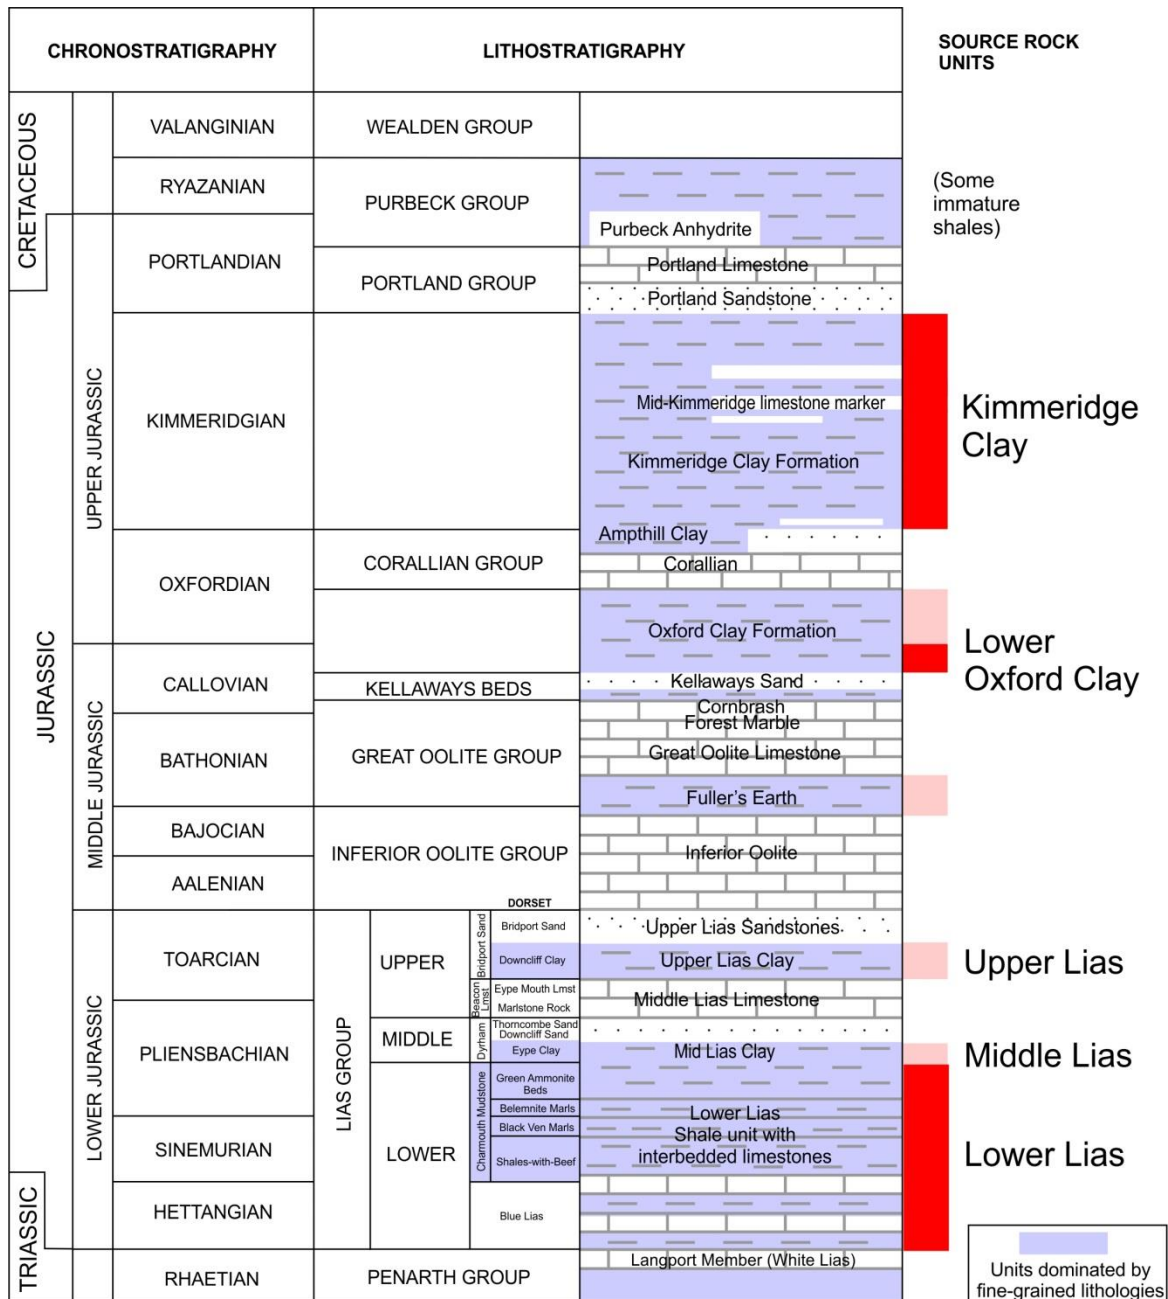 CHRONOSTRATIGRAPHY
LITHOSTRATIGRAPHY
SOURCE ROCK
UNITS
CRETACEOUS
JURASSIC
TRIASSIC
UPPER JURASSIC
MIDDLE JURASSIC
LOWER JURASSIC
VALANGINIAN
RYAZANIAN
PORTLANDIAN
KIMMERIDGIAN
OXFORDIAN
CALLOVIAN
BATHONIAN
BAJOCIAN
AALENIAN
TOARCIAN
PLIENSBACHIAN
SINEMURIAN
HETTANGIAN
RHAETIAN
WEALDEN GROUP
PURBECK GROUP
PORTLAND GROUP
CORALLIAN GROUP
KELLAWAYS BEDS
GREAT OOLITE GROUP
INFERIOR OOLITE GROUP
LIAS GROUP
UPPER
MIDDLE
LOWER
PENARTH GROUP
DORSET
Bridport Sand
Beacon
Lmst
Dyrham
Charmouth Mudstone
Bridport Sand
Downcliff Clay
Eype Mouth Lmst
Marlstone Rock
Thorncombe Sand
Downcliff Sand
Eype Clay
Green Ammonite
Beds
Belemnite Marls
Black Ven Marls
Shales-with-Beef
Blue Lias
Purbeck Anhydrite
Portland Limestone
Portland Sandstone
Mid-Kimmeridge limestone marker
Kimmeridge Clay Formation
Ampthill Clay
Corallian
Oxford Clay Formation
Kellaways Sand
Cornbrash
Forest Marble
Great Oolite Limestone
Fuller's Earth
Inferior Oolite
Upper Lias Sandstones
Upper Lias Clay
Middle Lias Limestone
Mid Lias Clay
Lower Lias
Shale unit with
interbedded limestones
Langport Member (White Lias)
(Some
immature
shales)
Kimmeridge
Clay
Lower
Oxford Clay
Upper Lias
Middle Lias
Lower Lias
Units dominated by
fine-grained lithologies